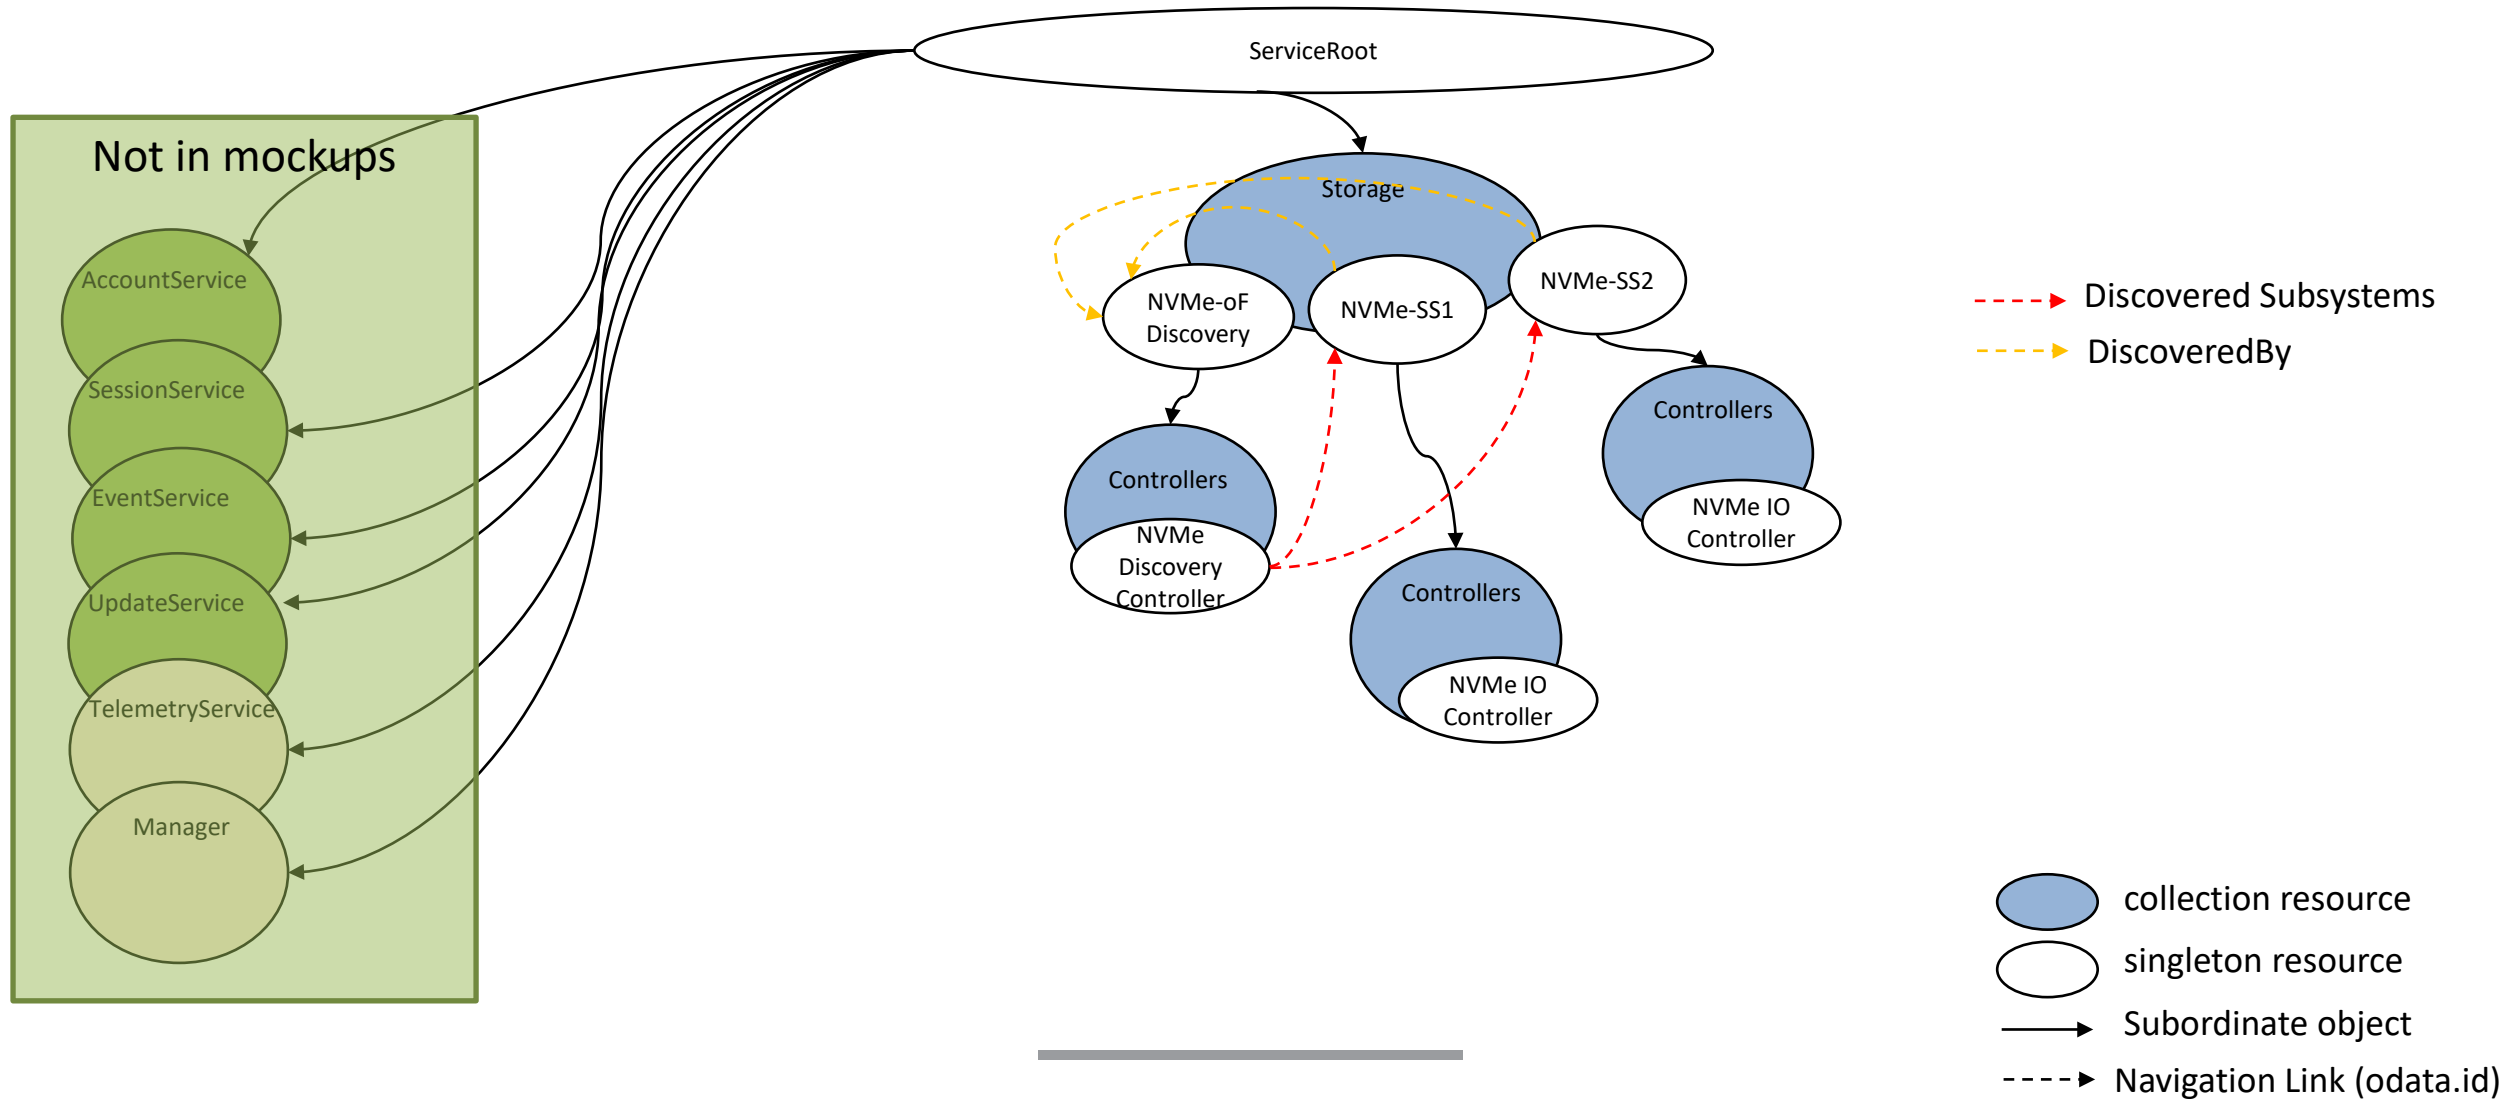 ServiceRoot
Not in mockups
AccountService
SessionService
EventService
UpdateService
TelemetryService
Manager
Storage
NVMe-oF
Discovery
NVMe-SS1
NVMe-SS2
Controllers
NVMe
Discovery
Controller
Controllers
NVMe IO
Controller
Controllers
NVMe IO
Controller
Discovered Subsystems
DiscoveredBy
collection resource
singleton resource
Subordinate object
Navigation Link (odata.id)